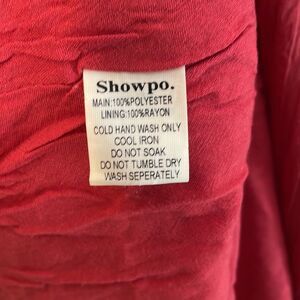 Showpo.
MAIN:100%POLYESTER
LINING:100%RAYON
COLD HAND WASH ONLY
COOL IRON
DO NOT SOAK
DO NOT TUMBLE DRY
WASH SEPERATELY